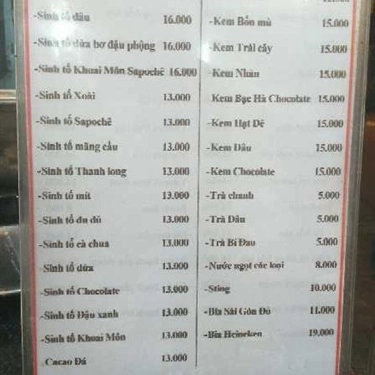 -Sinh tố dâu 16.000
-Sinh tố dừa bơ đậu phộng 16.000
-Sinh tố Khoai Môn Sapochê 16.000
-Sinh tố Xoài 13.000
-Sinh tố Sapochê 13.000
-Sinh tố mãng cầu 13.000
-Sinh tố Thanh long 13.000
-Sinh tố mít 13.000
-Sinh tố đu đủ 13.000
-Sinh tố cà chua 13.000
-Sinh tố dừa 13.000
-Sinh tố Chocolate 13.000
-Sinh tố Đậu xanh 13.000
-Sinh tố Khoai Môn 13.000
Cacao Đá 13.000
-Kem Bốn mù 15.000
-Kem Trái cây 15.000
-Kem Nhãn 15.000
Kem Bạc Hà Chocolate 15.000
-Kem Hạt Dẻ 15.000
-Kem Dâu 15.000
-Kem Chocolate 15.000
-Trà chanh 5.000
-Trà Dâu 5.000
-Trà Bí Đao 5.000
-Nước ngọt các loại 8.000
-Sting 10.000
-Bia Sài Gòn Đỏ 11.000
-Bia Heineken 19.000